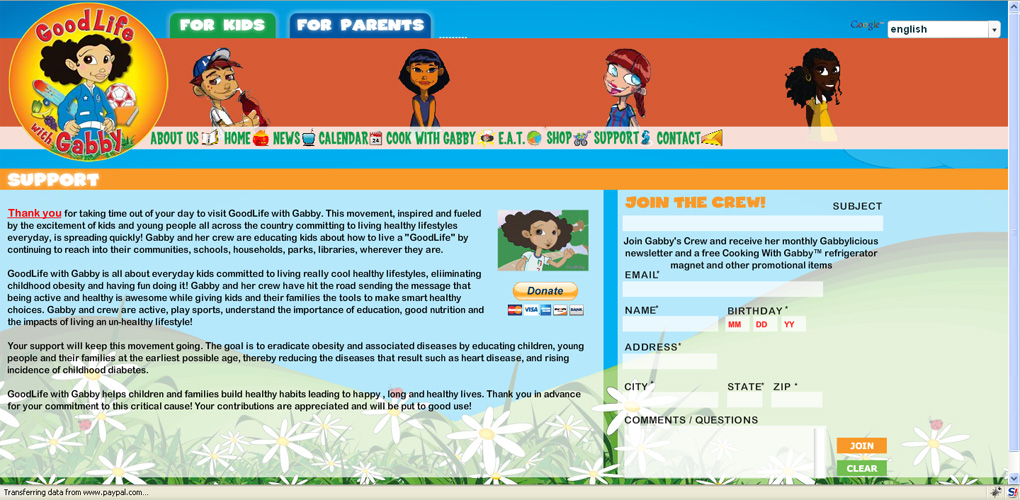 GoodLife
with Gabby
FOR KIDS
FOR PARENTS
Google
english
ABOUT US HOME NEWS CALENDAR 24 COOK WITH GABBY E.A.T. SHOP SUPPORT CONTACT
SUPPORT
Thank you for taking time out of your day to visit GoodLife with Gabby. This movement, inspired and fueled
by the excitement of kids and young people all across the country committing to living healthy lifestyles
everyday, is spreading quickly! Gabby and her crew are educating kids about how to live a "GoodLife" by
continuing to reach into their communities, schools, households, parks, libraries, wherever they are.
GoodLife with Gabby is all about everyday kids committed to living really cool healthy lifestyles, eliiminating
childhood obesity and having fun doing it! Gabby and her crew have hit the road sending the message that
being active and healthy is awesome while giving kids and their families the tools to make smart healthy
choices. Gabby and crew are active, play sports, understand the importance of education, good nutrition and
the impacts of living an un-healthy lifestyle!
Your support will keep this movement going. The goal is to eradicate obesity and associated diseases by educating children, young
people and their families at the earliest possible age, thereby reducing the diseases that result such as heart disease, and rising
incidence of childhood diabetes.
GoodLife with Gabby helps children and families build healthy habits leading to happy , long and healthy lives. Thank you in advance
for your commitment to this critical cause! Your contributions are appreciated and will be put to good use!
Donate
VISA BANK
JOIN THE CREW!
SUBJECT
Join Gabby's Crew and receive her monthly Gabbylicious
newsletter and a free Cooking With Gabby™ refrigerator
magnet and other promotional items
EMAIL*
NAME* BIRTHDAY *
MM DD YY
ADDRESS*
CITY * STATE* ZIP *
COMMENTS / QUESTIONS
JOIN
CLEAR
Transferring data from www.paypal.com...